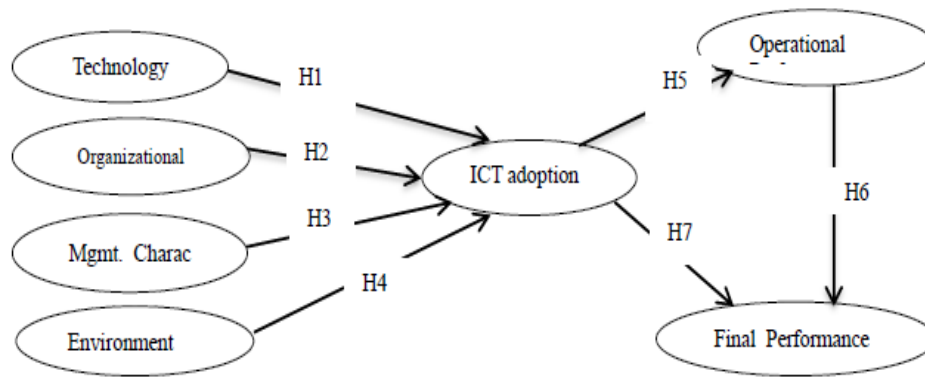 Technology
H1
Organizational
H2
Mgmt. Charac
H3
Environment
H4
ICT adoption
H5
Operational
H6
H7
Final Performance